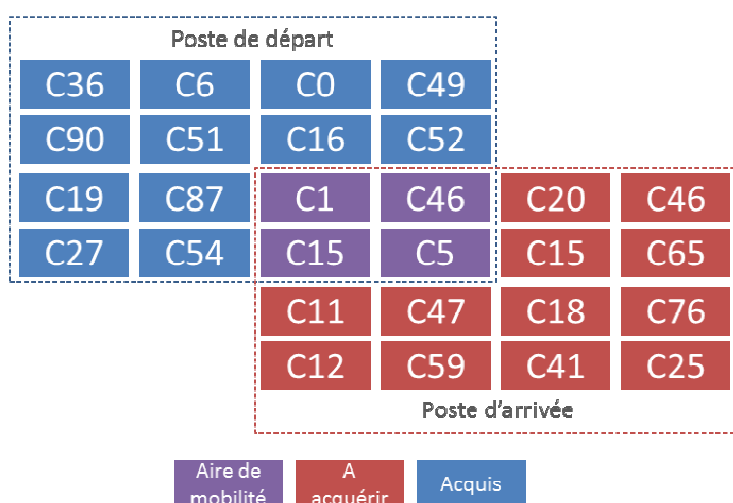 Poste de départ
C36 C6 C0 C49
C90 C51 C16 C52
C19 C87 C1 C46 C20 C46
C27 C54 C15 C5 C15 C65
C11 C47 C18 C76
C12 C59 C41 C25
Poste d'arrivée
Aire de mobilité
A acquérir
Acquis